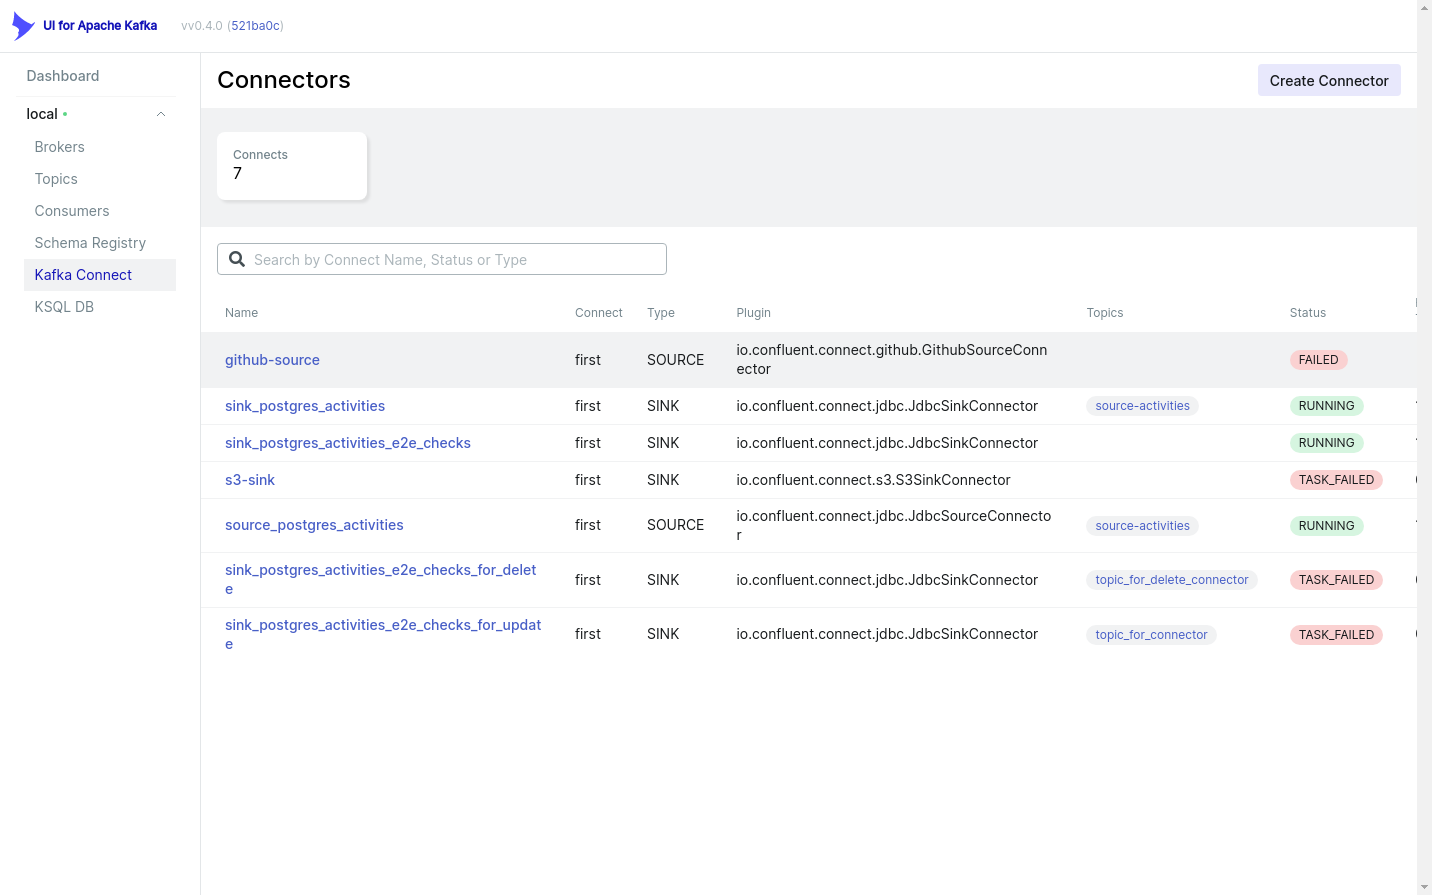 UI for Apache Kafka vv0.4.0 (521ba0c)
Dashboard
local
Brokers
Topics
Consumers
Schema Registry
Kafka Connect
KSQL DB
Connectors
Create Connector
Connects
7
Search by Connect Name, Status or Type
Name Connect Type Plugin Topics Status
github-source first SOURCE io.confluent.connect.github.GithubSourceConn
ector FAILED
sink_postgres_activities first SINK io.confluent.connect.jdbc.JdbcSinkConnector source-activities RUNNING
sink_postgres_activities_e2e_checks first SINK io.confluent.connect.jdbc.JdbcSinkConnector RUNNING
s3-sink first SINK io.confluent.connect.s3.S3SinkConnector TASK_FAILED
source_postgres_activities first SOURCE io.confluent.connect.jdbc.JdbcSourceConnecto
r source-activities RUNNING
sink_postgres_activities_e2e_checks_for_delet
e first SINK io.confluent.connect.jdbc.JdbcSinkConnector topic_for_delete_connector TASK_FAILED
sink_postgres_activities_e2e_checks_for_updat
e first SINK io.confluent.connect.jdbc.JdbcSinkConnector topic_for_connector TASK_FAILED